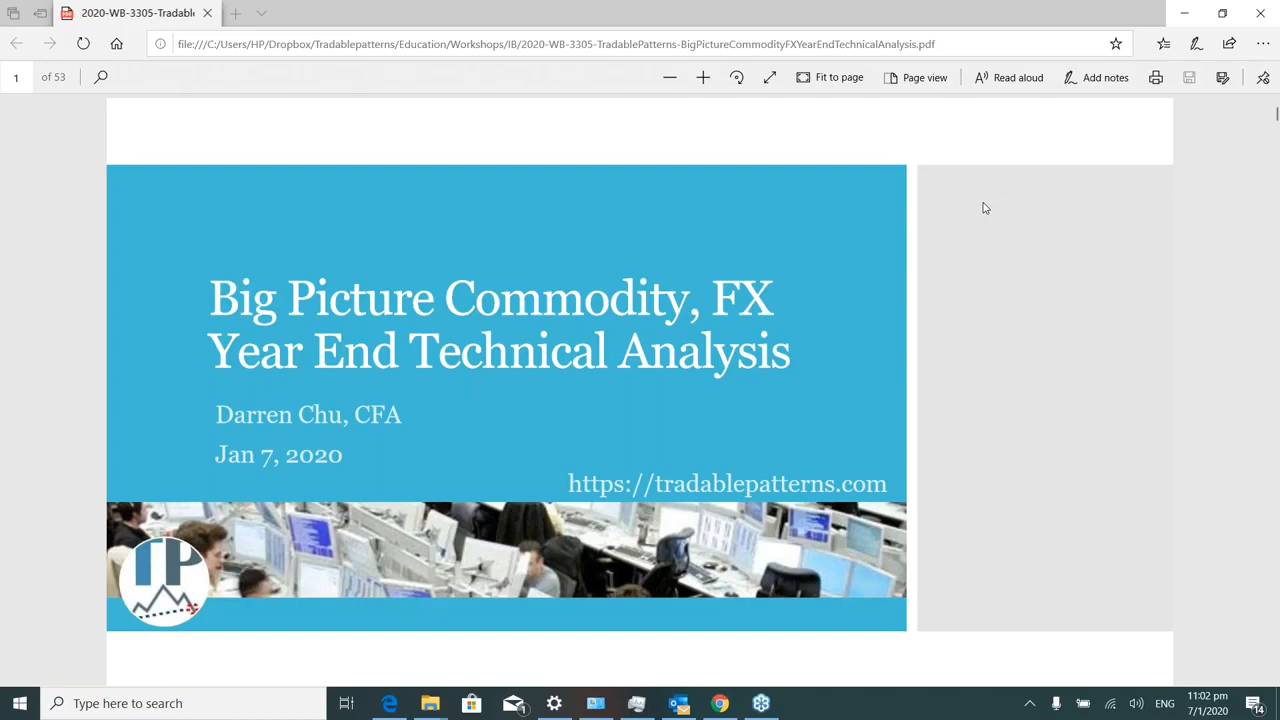 2020-WB-3305-Tradable
file:///C:/Users/HP/Dropbox/Tradablepatterns/Education/Workshops/IB/2020-WB-3305-TradablePatterns-BigPictureCommodityFXYearEndTechnicalAnalysis.pdf
1 of 53
Fit to page
Page view
Read aloud
Add notes
Big Picture Commodity, FX
Year End Technical Analysis
Darren Chu, CFA
Jan 7, 2020
https://tradablepatterns.com
TP
Type here to search
1
11:02 pm
7/1/2020
14